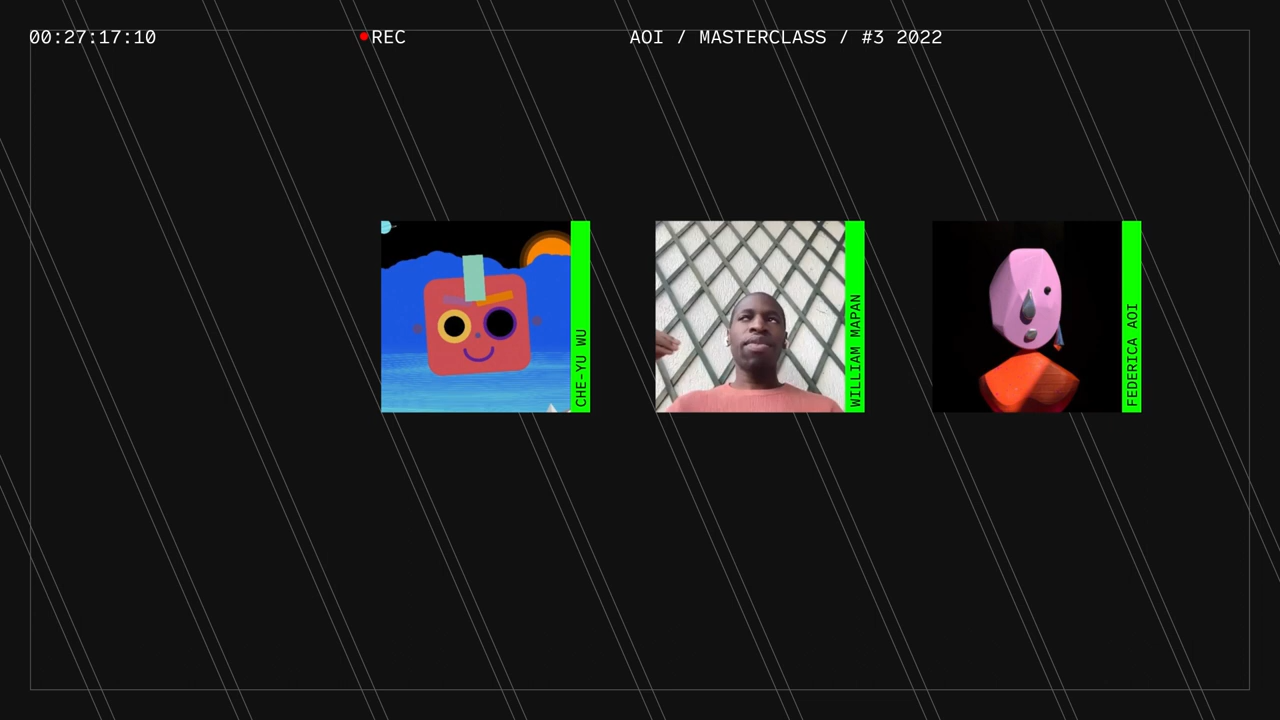 00:27:17:10
REC
AOI / MASTERCLASS / #3 2022
CHE-YU WU
WILLIAM MAPAN
FEDERICA AOI